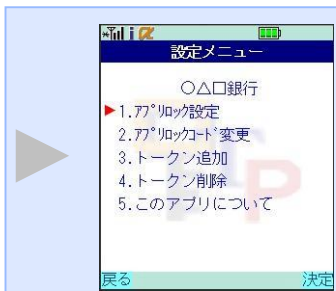 設定メニュー
○△□銀行
1.ｱﾌﾟﾘﾛｯｸ設定
2.ｱﾌﾟﾘﾛｯｸｺｰﾄﾞ変更
3.トークン追加
4.トークン削除
5.このアプリについて
戻る 決定